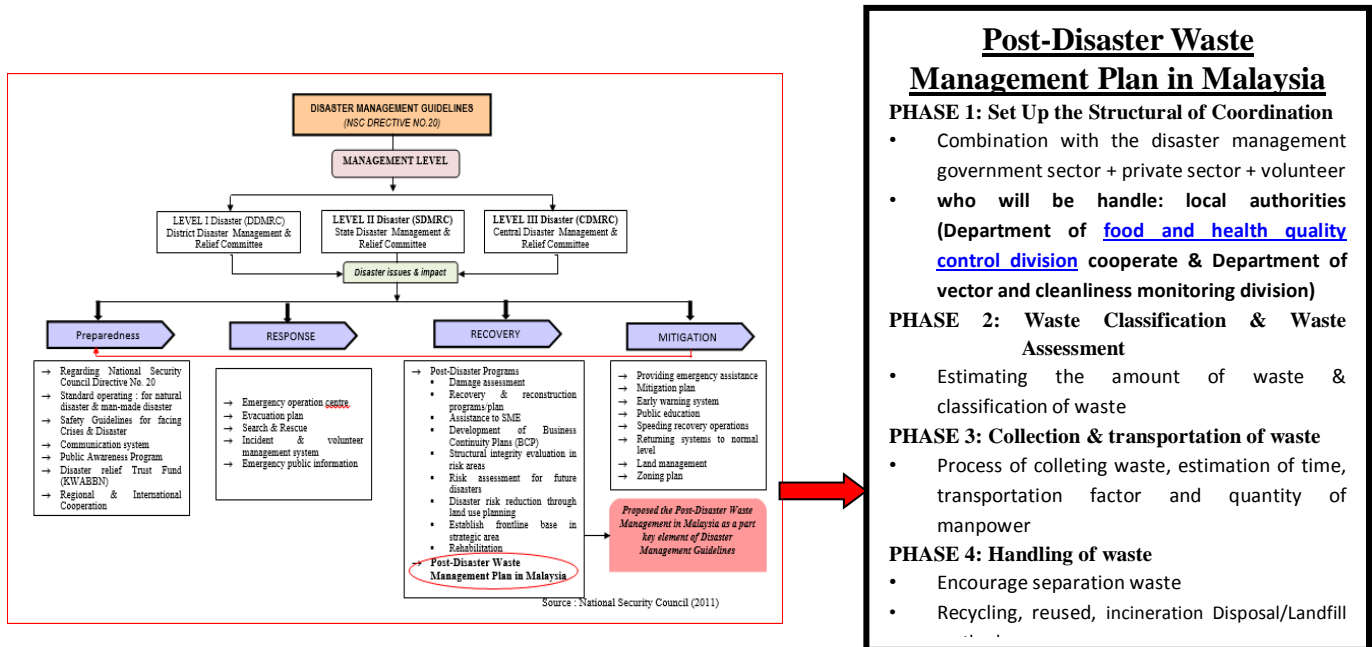 DISASTER MANAGEMENT GUIDELINES
(NSC DRECTIVE NO.20)
MANAGEMENT LEVEL
LEVEL I Disaster (DDMRC)
District Disaster Management &
Relief Committee
LEVEL II Disaster (SDMRC)
State Disaster Management &
Relief Committee
LEVEL III Disaster (CDMRC)
Central Disaster Management &
Relief Committee
Disaster issues & impact
Preparedness
→ Regarding National Security
Council Directive No. 20
→ Standard operating : for natural
disaster & man-made disaster
→ Safety Guidelines for facing
Crises & Disaster
→ Communication system
→ Public Awareness Program
→ Disaster relief Trust Fund
(KWABBN)
→ Regional & International
Cooperation
RESPONSE
→ Emergency operation centre
→ Evacuation plan
→ Search & Rescue
→ Incident & volunteer
management system
→ Emergency public information
RECOVERY
→ Post-Disaster Programs
▪ Damage assessment
▪ Recovery & reconstruction
programs/plan
▪ Assistance to SME
▪ Development of Business
Continuity Plans (BCP)
▪ Structural integrity evaluation in
risk areas
▪ Risk assessment for future
disasters
▪ Disaster risk reduction through
land use planning
▪ Establish frontline base in
strategic area
▪ Rehabilitation
→ Post-Disaster Waste
Management Plan in Malaysia
MITIGATION
→ Providing emergency assistance
→ Mitigation plan
→ Early warning system
→ Public education
→ Speeding recovery operations
→ Returning systems to normal
level
→ Land management
→ Zoning plan
Proposed the Post-Disaster Waste
Management in Malaysia as a part
key element of Disaster
Management Guidelines
Source : National Security Council (2011)
Post-Disaster Waste
Management Plan in Malaysia
PHASE 1: Set Up the Structural of Coordination
• Combination with the disaster management
government sector + private sector + volunteer
• who will be handle: local authorities
(Department of food and health quality
control division cooperate & Department of
vector and cleanliness monitoring division)
PHASE 2: Waste Classification & Waste
Assessment
• Estimating the amount of waste &
classification of waste
PHASE 3: Collection & transportation of waste
• Process of colleting waste, estimation of time,
transportation factor and quantity of
manpower
PHASE 4: Handling of waste
• Encourage separation waste
• Recycling, reused, incineration Disposal/Landfill